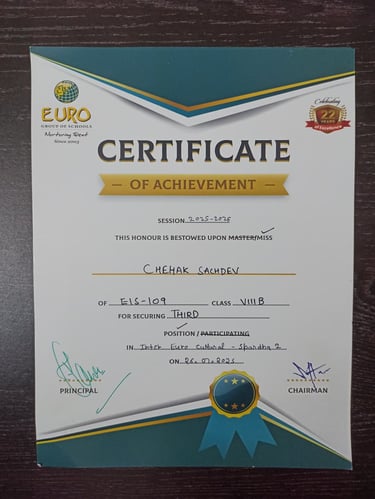 EURO
GROUP OF SCHOOLS
Nurturing Talent
Since 2003
Celebrating
22
YEARS
of Excellence
CERTIFICATE
OF ACHIEVEMENT
SESSION 2025-2026
THIS HONOUR IS BESTOWED UPON MASTER/MISS
CHEHAK SACHDEV
OF EIS-109 CLASS VIII B
FOR SECURING THIRD
POSITION / PARTICIPATING
IN Inter Euro Cultural - Spardha 2
ON 26.07.2025
PRINCIPAL
CHAIRMAN